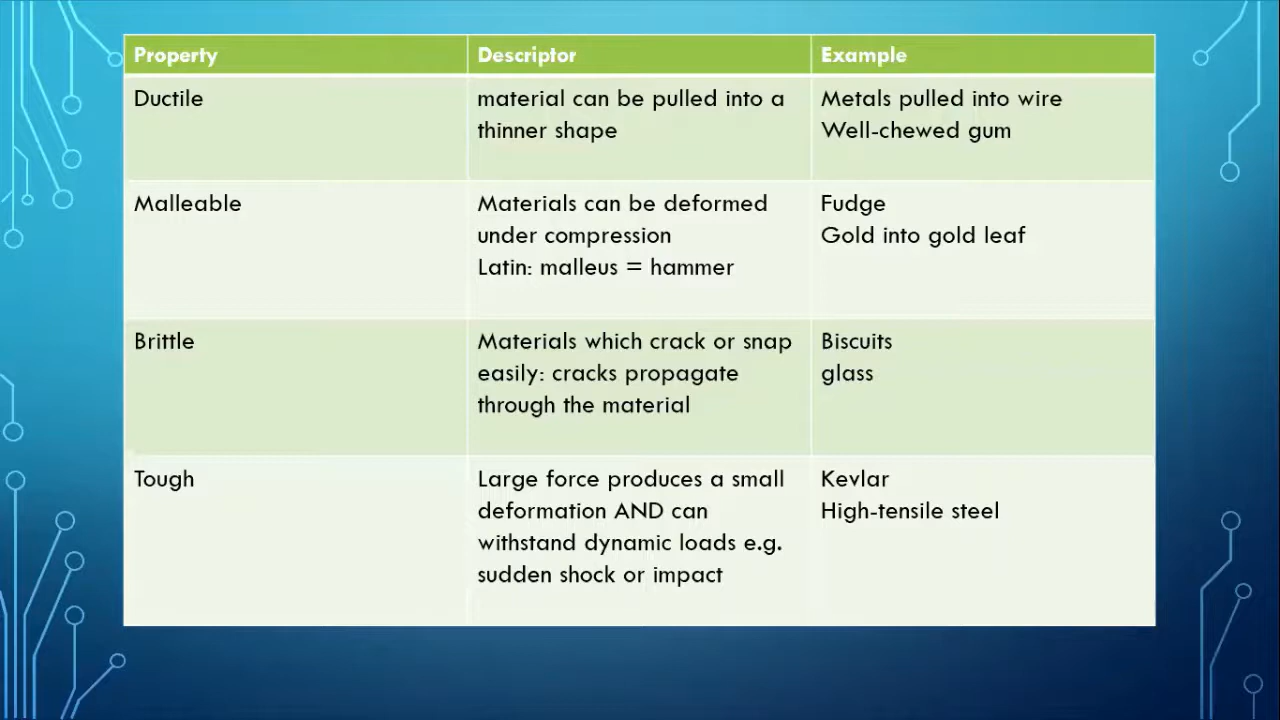 Property Descriptor Example
Ductile
material can be pulled into a
thinner shape
Metals pulled into wire
Well-chewed gum
Malleable
Materials can be deformed
under compression
Latin: malleus = hammer
Fudge
Gold into gold leaf
Brittle
Materials which crack or snap
easily: cracks propagate
through the material
Biscuits
glass
Tough
Large force produces a small
deformation AND can
withstand dynamic loads e.g.
sudden shock or impact
Kevlar
High-tensile steel